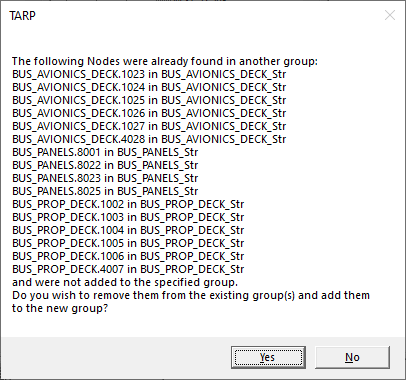 TARP
The following Nodes were already found in another group:
BUS_AVIONICS_DECK.1023 in BUS_AVIONICS_DECK_Str
BUS_AVIONICS_DECK.1024 in BUS_AVIONICS_DECK_Str
BUS_AVIONICS_DECK.1025 in BUS_AVIONICS_DECK_Str
BUS_AVIONICS_DECK.1026 in BUS_AVIONICS_DECK_Str
BUS_AVIONICS_DECK.1027 in BUS_AVIONICS_DECK_Str
BUS_AVIONICS_DECK.4028 in BUS_AVIONICS_DECK_Str
BUS_PANELS.8001 in BUS_PANELS_Str
BUS_PANELS.8022 in BUS_PANELS_Str
BUS_PANELS.8023 in BUS_PANELS_Str
BUS_PANELS.8025 in BUS_PANELS_Str
BUS_PROP_DECK.1002 in BUS_PROP_DECK_Str
BUS_PROP_DECK.1003 in BUS_PROP_DECK_Str
BUS_PROP_DECK.1004 in BUS_PROP_DECK_Str
BUS_PROP_DECK.1005 in BUS_PROP_DECK_Str
BUS_PROP_DECK.1006 in BUS_PROP_DECK_Str
BUS_PROP_DECK.4007 in BUS_PROP_DECK_Str
and were not added to the specified group.
Do you wish to remove them from the existing group(s) and add them
to the new group?
Yes No